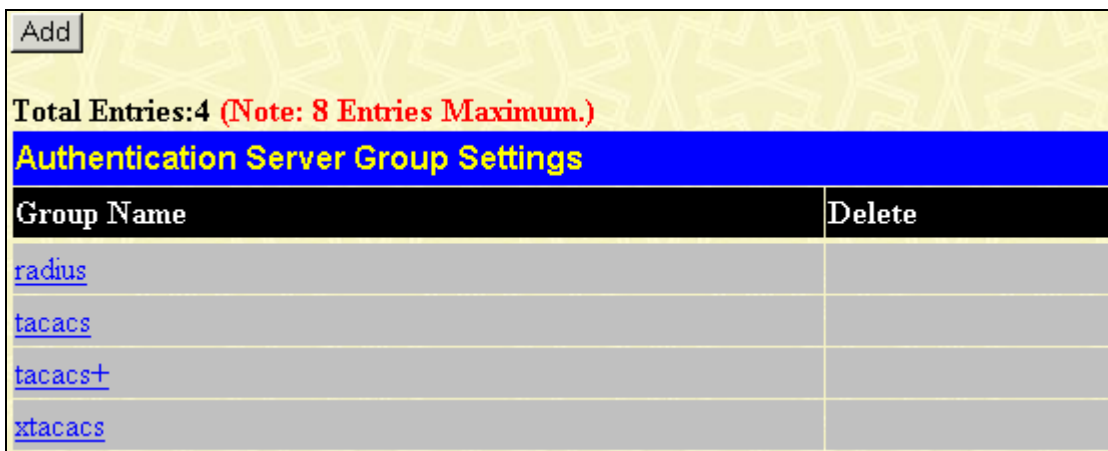 Add
Total Entries:4 (Note: 8 Entries Maximum.)
Authentication Server Group Settings
Group Name Delete
radius
tacacs
tacacs+
xtacacs